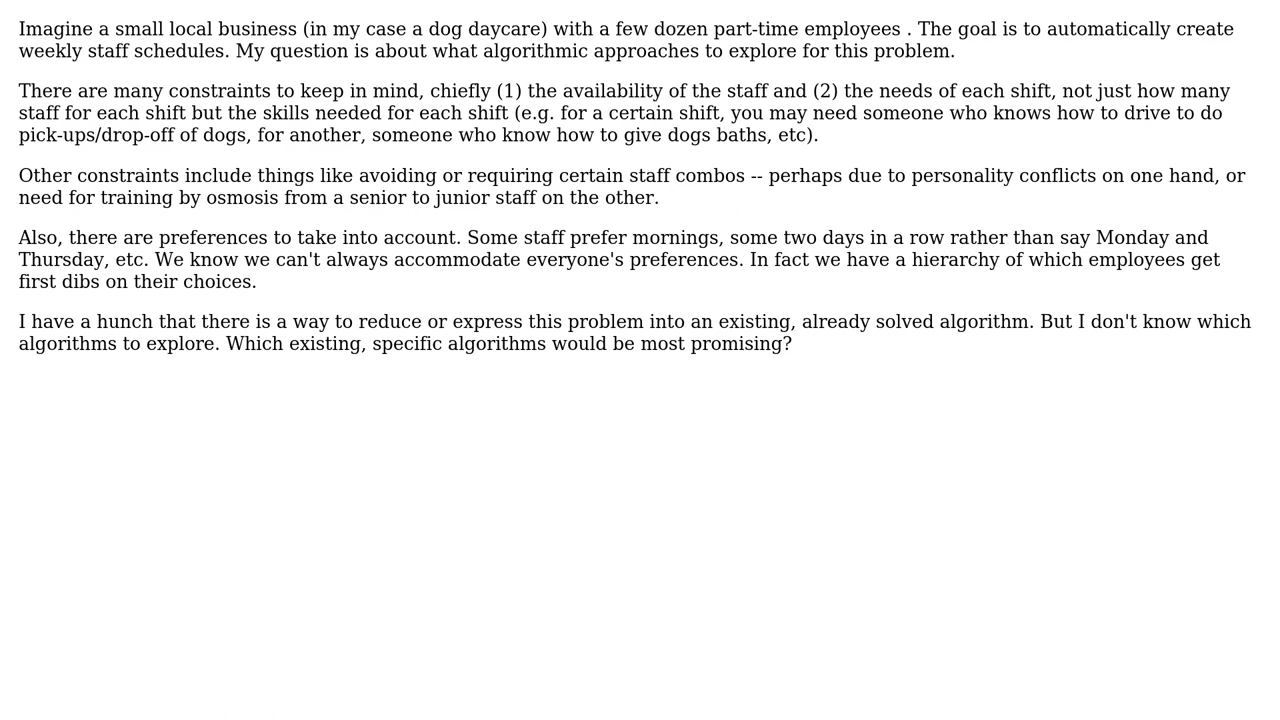 Imagine a small local business (in my case a dog daycare) with a few dozen part-time employees . The goal is to automatically create
weekly staff schedules. My question is about what algorithmic approaches to explore for this problem.
There are many constraints to keep in mind, chiefly (1) the availability of the staff and (2) the needs of each shift, not just how many
staff for each shift but the skills needed for each shift (e.g. for a certain shift, you may need someone who knows how to drive to do
pick-ups/drop-off of dogs, for another, someone who know how to give dogs baths, etc).
Other constraints include things like avoiding or requiring certain staff combos -- perhaps due to personality conflicts on one hand, or
need for training by osmosis from a senior to junior staff on the other.
Also, there are preferences to take into account. Some staff prefer mornings, some two days in a row rather than say Monday and
Thursday, etc. We know we can't always accommodate everyone's preferences. In fact we have a hierarchy of which employees get
first dibs on their choices.
I have a hunch that there is a way to reduce or express this problem into an existing, already solved algorithm. But I don't know which
algorithms to explore. Which existing, specific algorithms would be most promising?